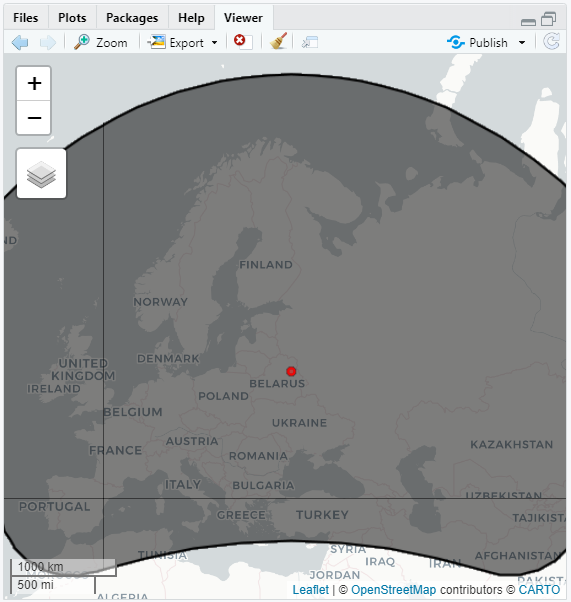 Files Plots Packages Help Viewer
Zoom Export Publish
+
−
FINLAND
NORWAY
DENMARK
UNITED
KINGDOM
IRELAND
BELARUS
POLAND
BELGIUM
UKRAINE
AUSTRIA
FRANCE
KAZAKHSTAN
ROMANIA
ITALY
BULGARIA
UZBEKISTAN
PORTUGAL
GREECE
TURKEY
TUNISIA
SYRIA
IRAQ
IRAN
AFGHANISTAN
JORDAN
ALGERIA
1000 km
500 mi
Leaflet | © OpenStreetMap contributors © CARTO